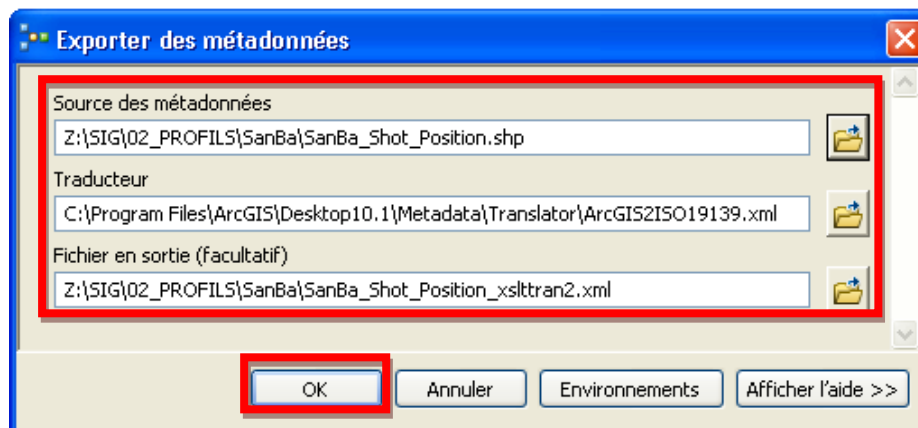 Exporter des métadonnées
Source des métadonnées
Z:\SIG\02_PROFILS\SanBa\SanBa_Shot_Position.shp
Traducteur
C:\Program Files\ArcGIS\Desktop10.1\Metadata\Translator\ArcGIS2ISO19139.xml
Fichier en sortie (facultatif)
Z:\SIG\02_PROFILS\SanBa\SanBa_Shot_Position_xslttran2.xml
OK Annuler Environnements Afficher l'aide >>